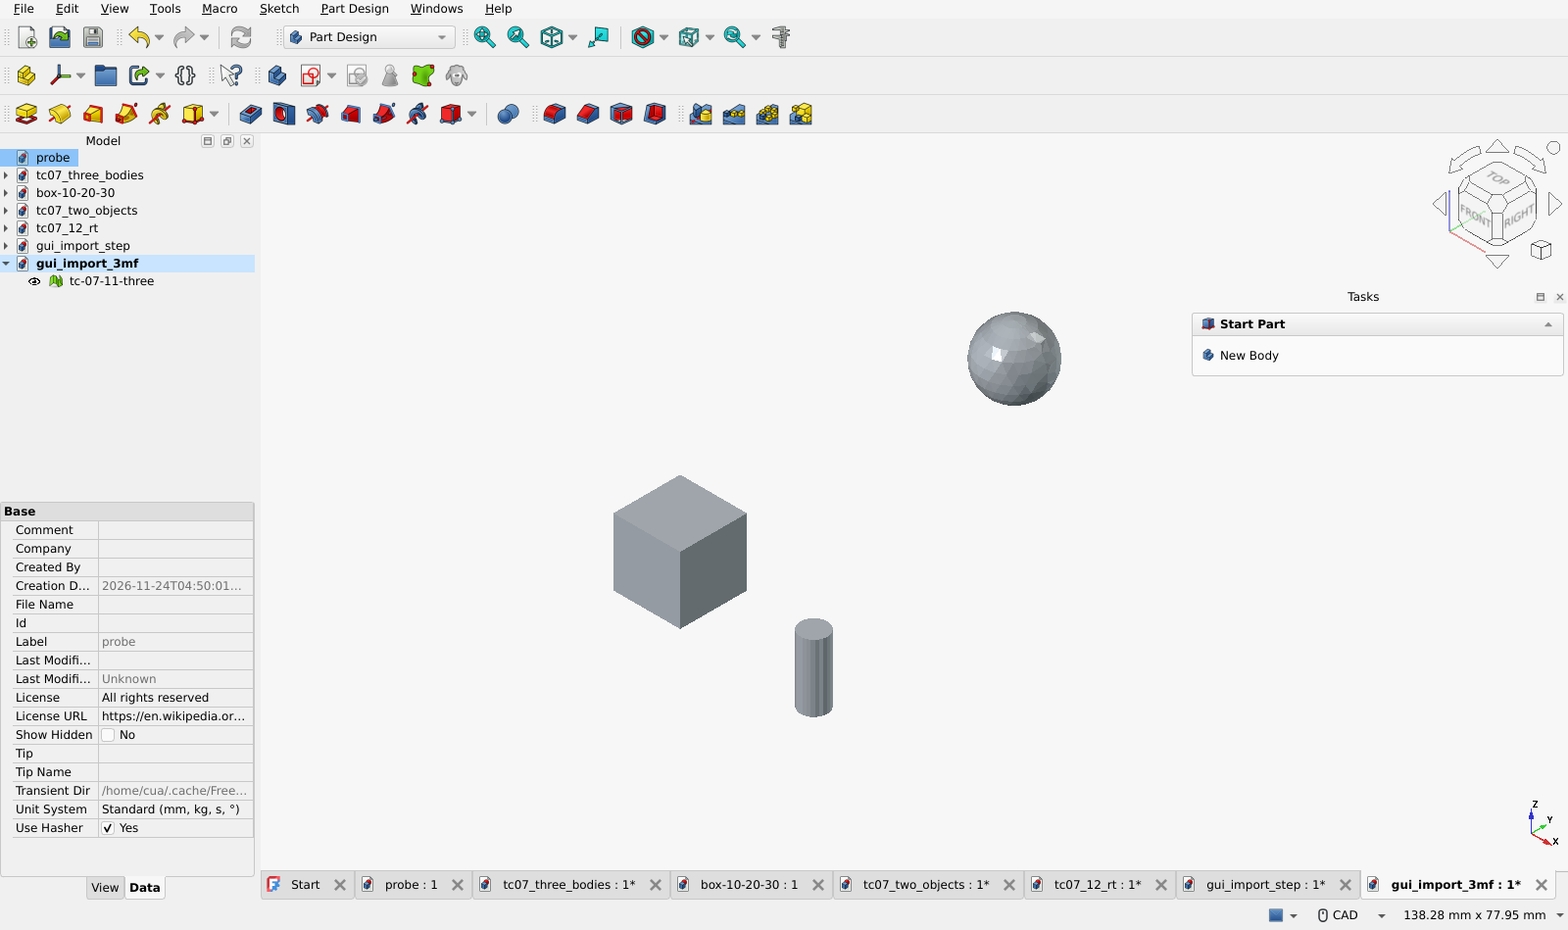 File Edit View Tools Macro Sketch Part Design Windows Help
Part Design
Model
probe
tc07_three_bodies
box-10-20-30
tc07_two_objects
tc07_12_rt
gui_import_step
gui_import_3mf
tc-07-11-three
TOP
FRONT
RIGHT
Tasks
Start Part
New Body
Base
Comment
Company
Created By
Creation D... 2026-11-24T04:50:01...
File Name
Id
Label probe
Last Modifi...
Last Modifi... Unknown
License All rights reserved
License URL https://en.wikipedia.or...
Show Hidden No
Tip
Tip Name
Transient Dir /home/cua/.cache/Free...
Unit System Standard (mm, kg, s, °)
Use Hasher Yes
Z
Y
X
View Data
Start probe : 1 tc07_three_bodies : 1* box-10-20-30 : 1 tc07_two_objects : 1* tc07_12_rt : 1* gui_import_step : 1* gui_import_3mf : 1*
CAD 138.28 mm x 77.95 mm